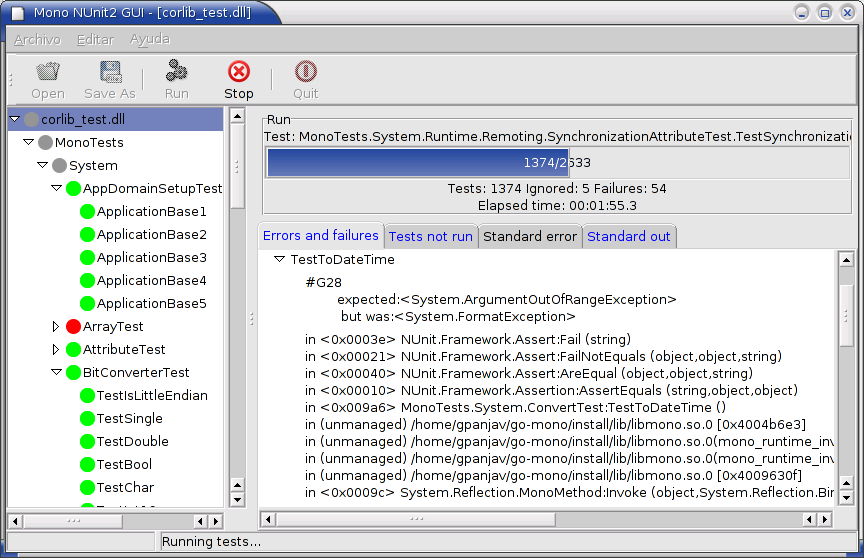 Mono NUnit2 GUI - [corlib_test.dll]
Archivo Editar Ayuda
Open Save As Run Stop Quit
corlib_test.dll
MonoTests
System
AppDomainSetupTest
ApplicationBase1
ApplicationBase2
ApplicationBase3
ApplicationBase4
ApplicationBase5
ArrayTest
AttributeTest
BitConverterTest
TestIsLittleEndian
TestSingle
TestDouble
TestBool
TestChar
Run
Test: MonoTests.System.Runtime.Remoting.SynchronizationAttributeTest.TestSynchronizati
1374/2533
Tests: 1374 Ignored: 5 Failures: 54
Elapsed time: 00:01:55.3
Errors and failures Tests not run Standard error Standard out
TestToDateTime
#G28
expected:<System.ArgumentOutOfRangeException>
but was:<System.FormatException>
in <0x0003e> NUnit.Framework.Assert:Fail (string)
in <0x00021> NUnit.Framework.Assert:FailNotEquals (object,object,string)
in <0x00040> NUnit.Framework.Assert:AreEqual (object,object,string)
in <0x00010> NUnit.Framework.Assertion:AssertEquals (string,object,object)
in <0x009a6> MonoTests.System.ConvertTest:TestToDateTime ()
in (unmanaged) /home/gpanjav/go-mono/install/lib/libmono.so.0 [0x4004b6e3]
in (unmanaged) /home/gpanjav/go-mono/install/lib/libmono.so.0(mono_runtime_inv
in (unmanaged) /home/gpanjav/go-mono/install/lib/libmono.so.0(mono_runtime_inv
in (unmanaged) /home/gpanjav/go-mono/install/lib/libmono.so.0 [0x4009630f]
in <0x0009c> System.Reflection.MonoMethod:Invoke (object,System.Reflection.Bin
Running tests...